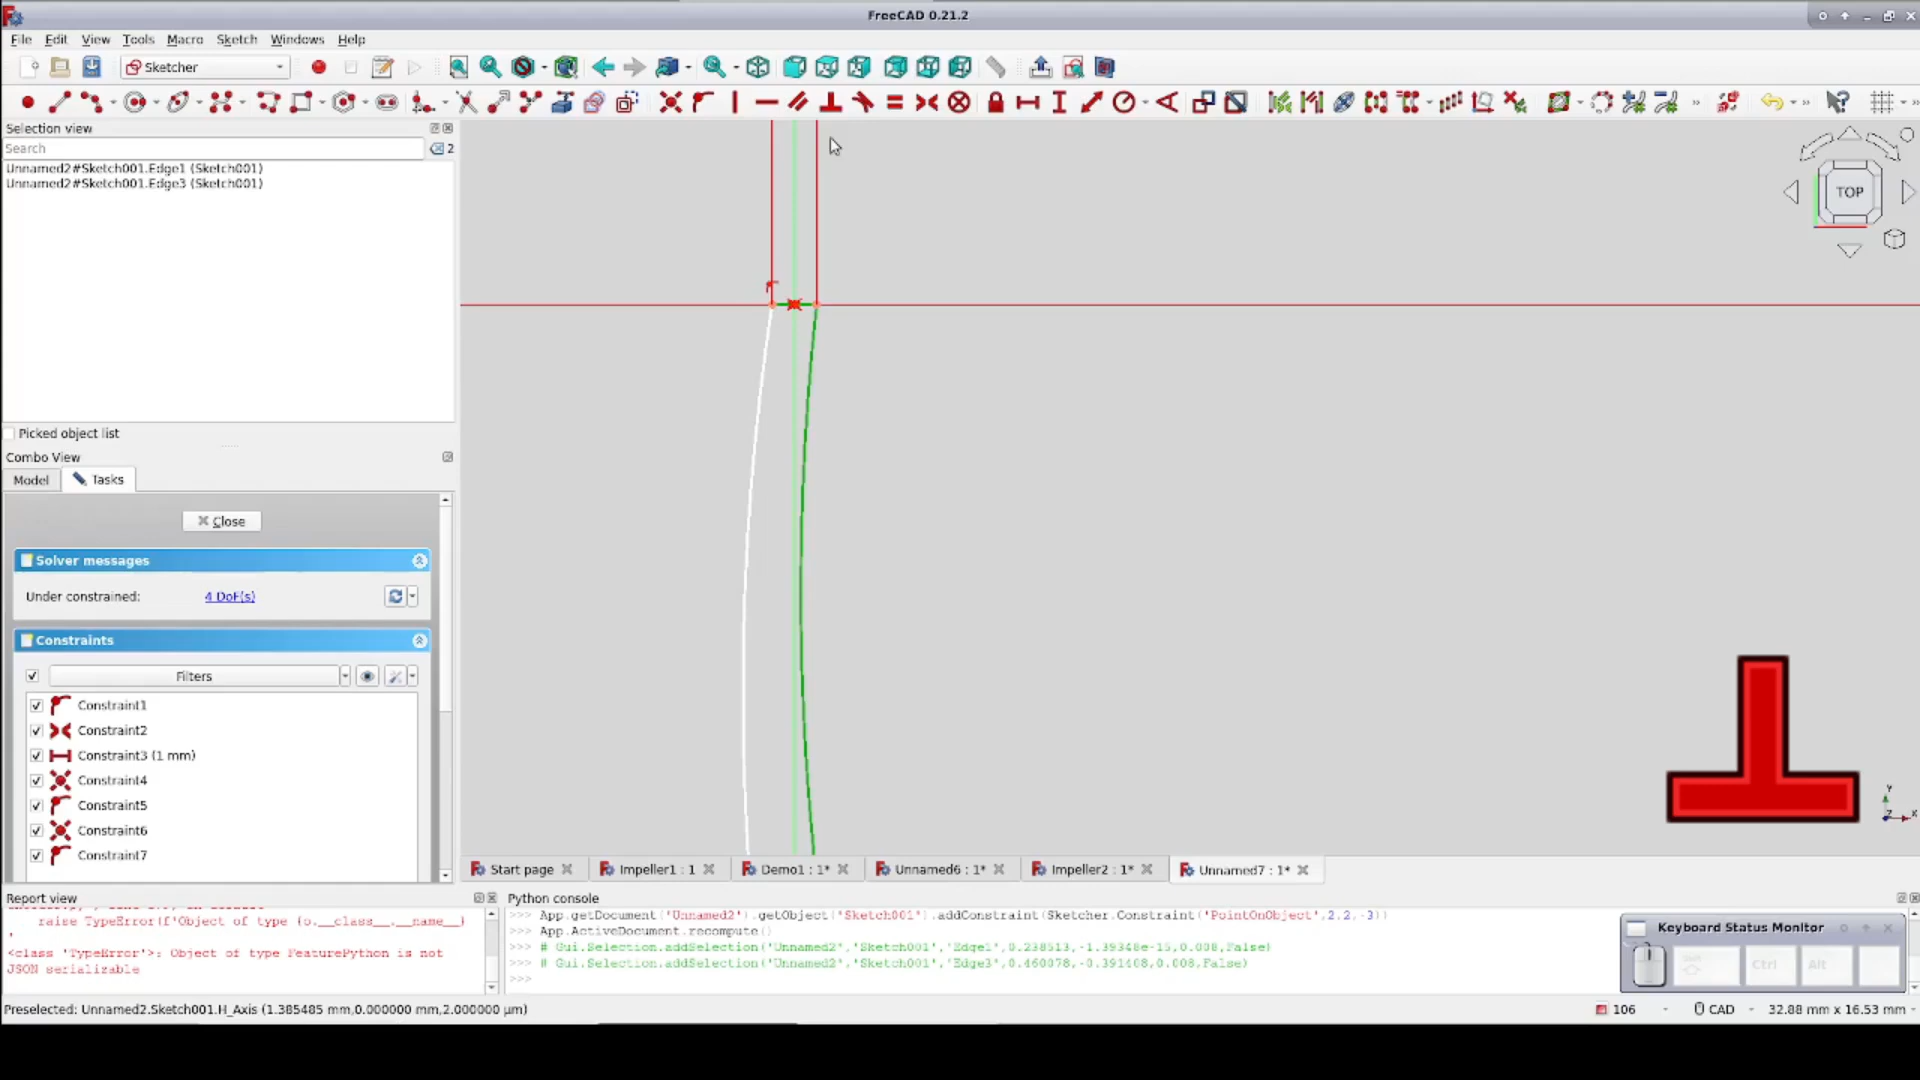 FreeCAD 0.21.2
File Edit View Tools Macro Sketch Windows Help
Sketcher
Selection view
Search
2
Unnamed2#Sketch001.Edge1 (Sketch001)
Unnamed2#Sketch001.Edge3 (Sketch001)
TOP
Picked object list
Combo View
Model Tasks
Close
Solver messages
Under constrained: 4 DoF(s)
Constraints
Filters
Constraint1
Constraint2
Constraint3 (1 mm)
Constraint4
Constraint5
Constraint6
Constraint7
Y
X
Start page Impeller1 : 1 Demo1 : 1* Unnamed6 : 1* Impeller2 : 1* Unnamed7 : 1*
Report view
raise TypeError(f'Object of type {o.__class__.__name__}
'
<class 'TypeError'>: Object of type FeaturePython is not
JSON serializable
Python console
>>> App.getDocument('Unnamed2').getObject('Sketch001').addConstraint(Sketcher.Constraint('PointOnObject',2,2,-3))
>>> App.ActiveDocument.recompute()
>>> # Gui.Selection.addSelection('Unnamed2','Sketch001','Edge1',0.238513,-1.39348e-15,0.008,False)
>>> # Gui.Selection.addSelection('Unnamed2','Sketch001','Edge3',0.460078,-0.391408,0.008,False)
>>>
Keyboard Status Monitor
Shift Ctrl Alt
Preselected: Unnamed2.Sketch001.H_Axis (1.385485 mm,0.000000 mm,2.000000 µm)
106 CAD 32.88 mm x 16.53 mm